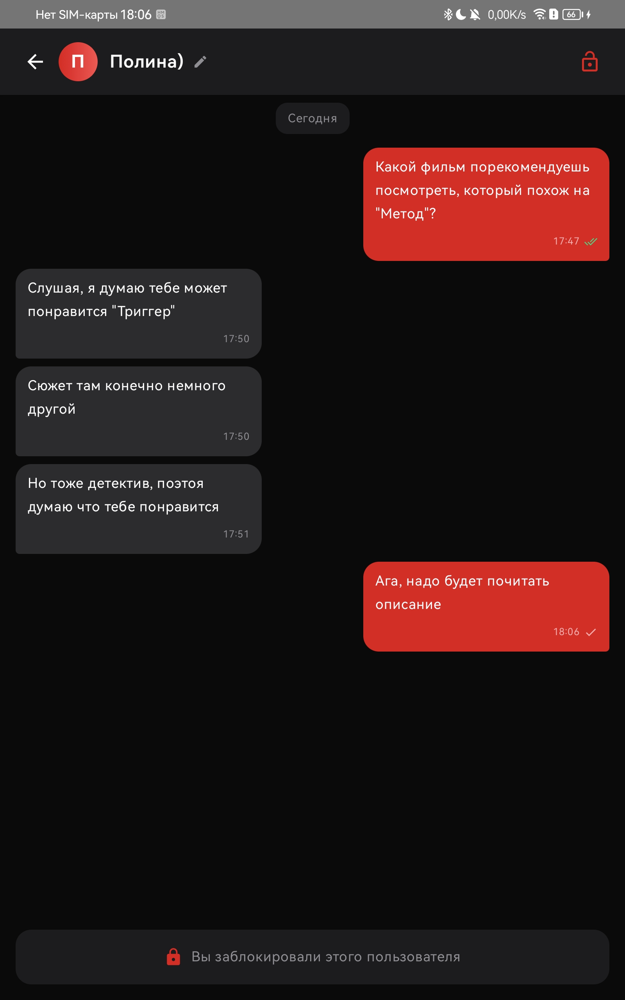 Нет SIM-карты 18:06 HM OS 0,00K/s 66
П Полина)
Сегодня
Какой фильм порекомендуешь
посмотреть, который похож на
"Метод"?
17:47
Слушая, я думаю тебе может
понравится "Триггер"
17:50
Сюжет там конечно немного
другой
17:50
Но тоже детектив, поэтоя
думаю что тебе понравится
17:51
Ага, надо будет почитать
описание
18:06
Вы заблокировали этого пользователя